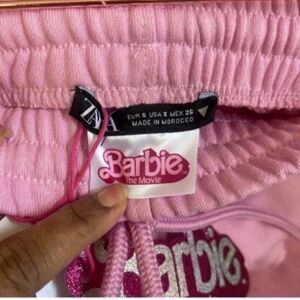 ZARA
EUR S USA S MEX 26
MADE IN MOROCCO
Barbie
The Movie
Barbie